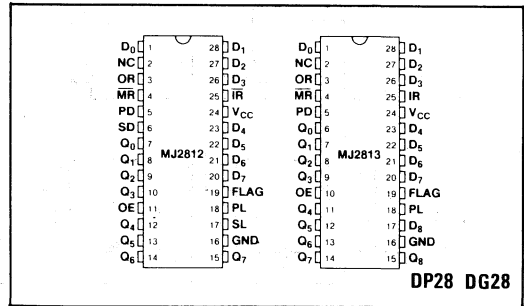 D0 1 28 D1 D0 1 28 D1
NC 2 27 D2 NC 2 27 D2
OR 3 26 D3 OR 3 26 D3
M̅R̅ 4 25 I̅R̅ M̅R̅ 4 25 IR
PD 5 24 VCC PD 5 24 VCC
SD 6 23 D4 Q0 6 23 D4
Q0 7 22 D5 Q1 7 22 D5
MJ2812 MJ2813
Q1 8 21 D6 Q2 8 21 D6
Q2 9 20 D7 Q3 9 20 D7
Q3 10 19 FLAG OE 10 19 FLAG
OE 11 18 PL Q4 11 18 PL
Q4 12 17 SL Q5 12 17 D8
Q5 13 16 GND Q6 13 16 GND
Q6 14 15 Q7 Q7 14 15 Q8
DP28 DG28